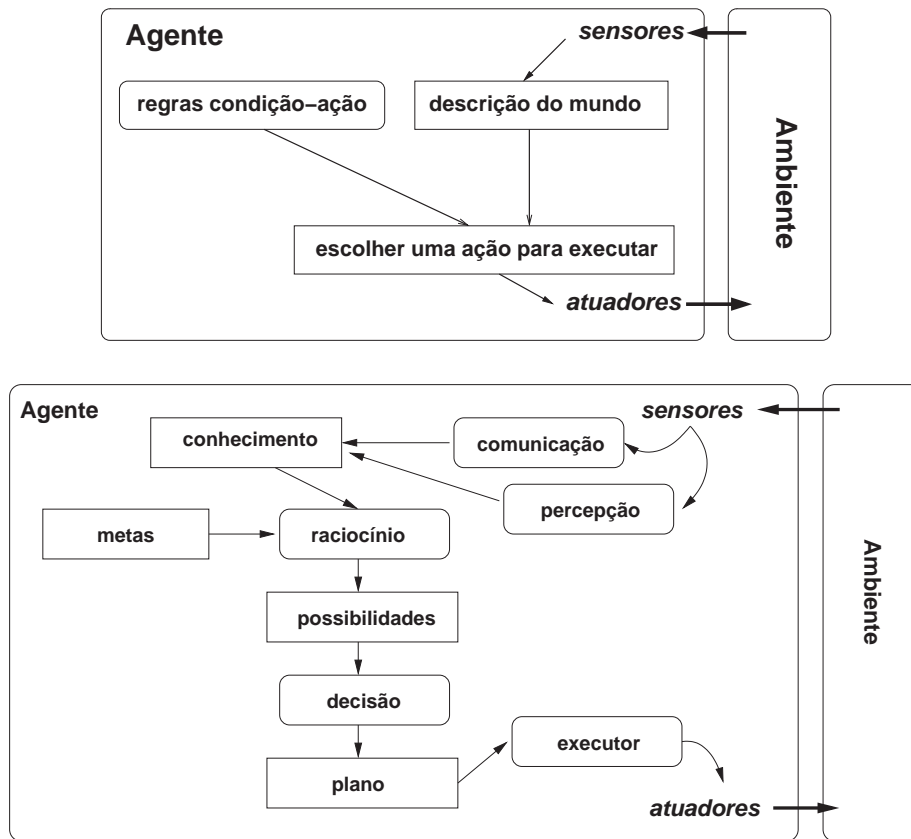 Agente
sensores
regras condição–ação
descrição do mundo
Ambiente
escolher uma ação para executar
atuadores
Agente
sensores
conhecimento
comunicação
percepção
metas
raciocínio
Ambiente
possibilidades
decisão
executor
plano
atuadores